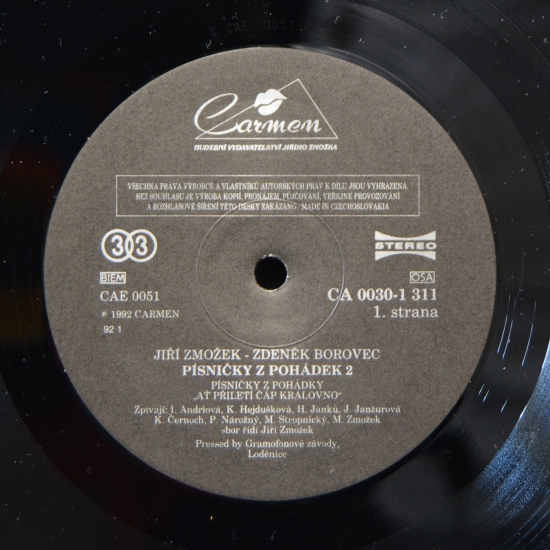 CAE 0051
Carmen
HUDEBNÍ VYDAVATELSTVÍ JIŘÍHO ZMOŽKA
VŠECHNA PRÁVA VÝROBCE A VLASTNÍKŮ AUTORSKÝCH PRÁV K DÍLU JSOU VYHRAZENA
BEZ SOUHLASU JE VÝROBA KOPIÍ, PRONÁJEM, PŮJČOVÁNÍ, VEŘEJNÉ PROVOZOVÁNÍ
A ROZHLASOVÉ ŠÍŘENÍ TÉTO DESKY ZAKÁZÁNO · MADE IN CZECHOSLOVAKIA
33
STEREO
BIEM
OSA
CAE 0051
CA 0030-1 311
℗ 1992 CARMEN
1. strana
92 1
JIŘÍ ZMOŽEK - ZDENĚK BOROVEC
PÍSNIČKY Z POHÁDEK 2
PÍSNIČKY Z POHÁDKY
„AŤ PŘILETÍ ČÁP KRÁLOVNO"
Zpívají: I. Andrlová, K. Hejdušková, H. Janků, J. Janžurová
K. Černoch, P. Nárožný, M. Stropnický, M. Zmožek
sbor řídí Jiří Zmožek
Pressed by Gramofonové závody,
Loděnice